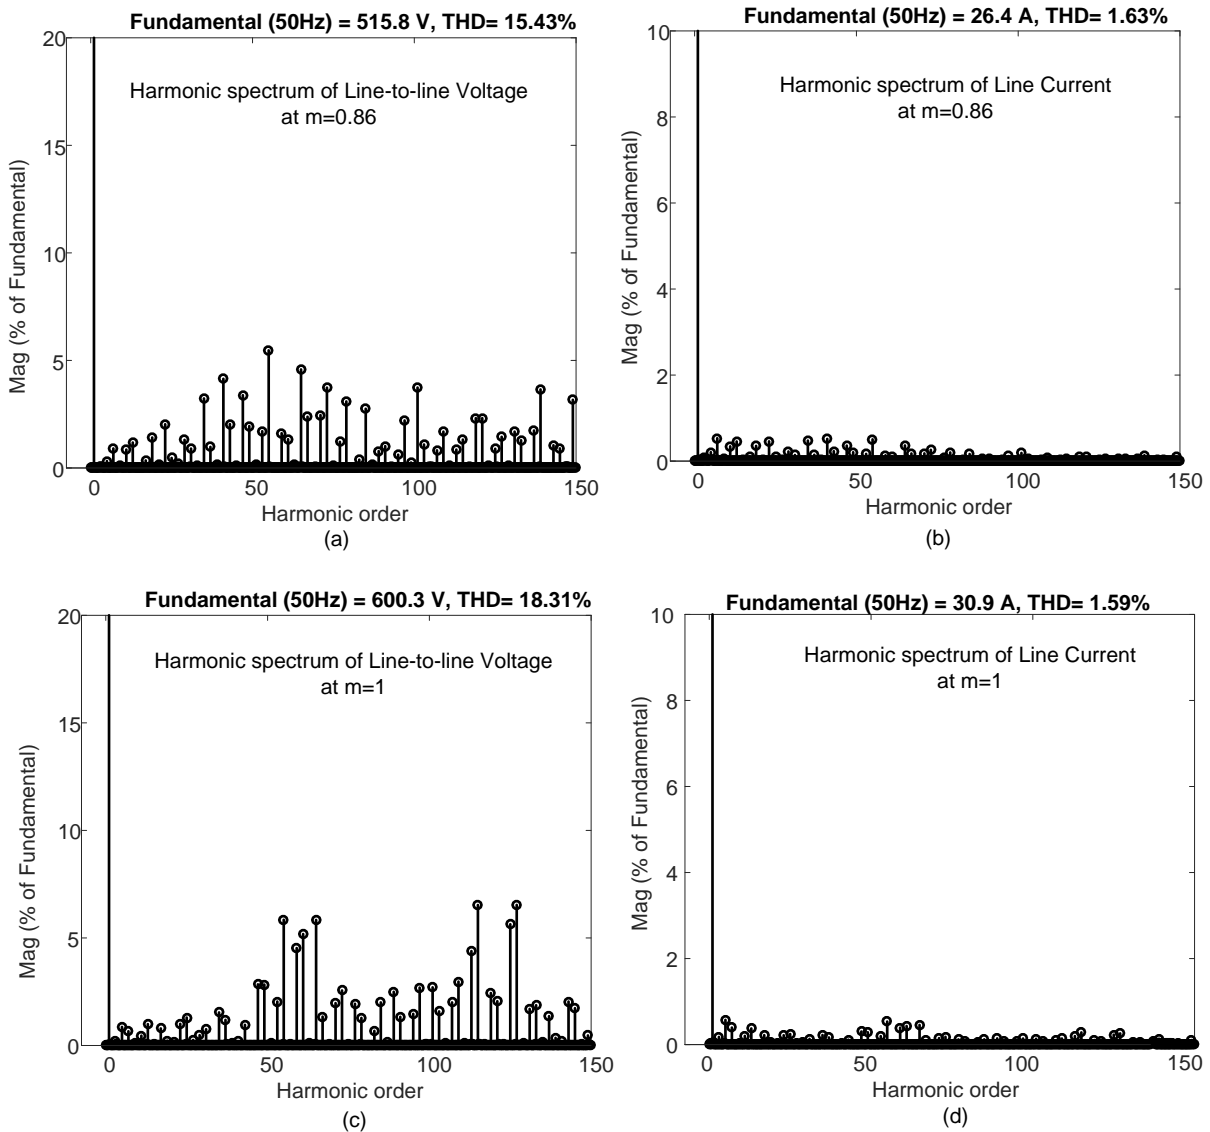 Fundamental (50Hz) = 515.8 V, THD= 15.43%
20
15
10
5
0
Mag (% of Fundamental)
Harmonic spectrum of Line-to-line Voltage
at m=0.86
0 50 100 150
Harmonic order
(a)
Fundamental (50Hz) = 26.4 A, THD= 1.63%
10
8
6
4
2
0
Mag (% of Fundamental)
Harmonic spectrum of Line Current
at m=0.86
0 50 100 150
Harmonic order
(b)
Fundamental (50Hz) = 600.3 V, THD= 18.31%
20
15
10
5
0
Mag (% of Fundamental)
Harmonic spectrum of Line-to-line Voltage
at m=1
0 50 100 150
Harmonic order
(c)
Fundamental (50Hz) = 30.9 A, THD= 1.59%
10
8
6
4
2
0
Mag (% of Fundamental)
Harmonic spectrum of Line Current
at m=1
0 50 100 150
Harmonic order
(d)